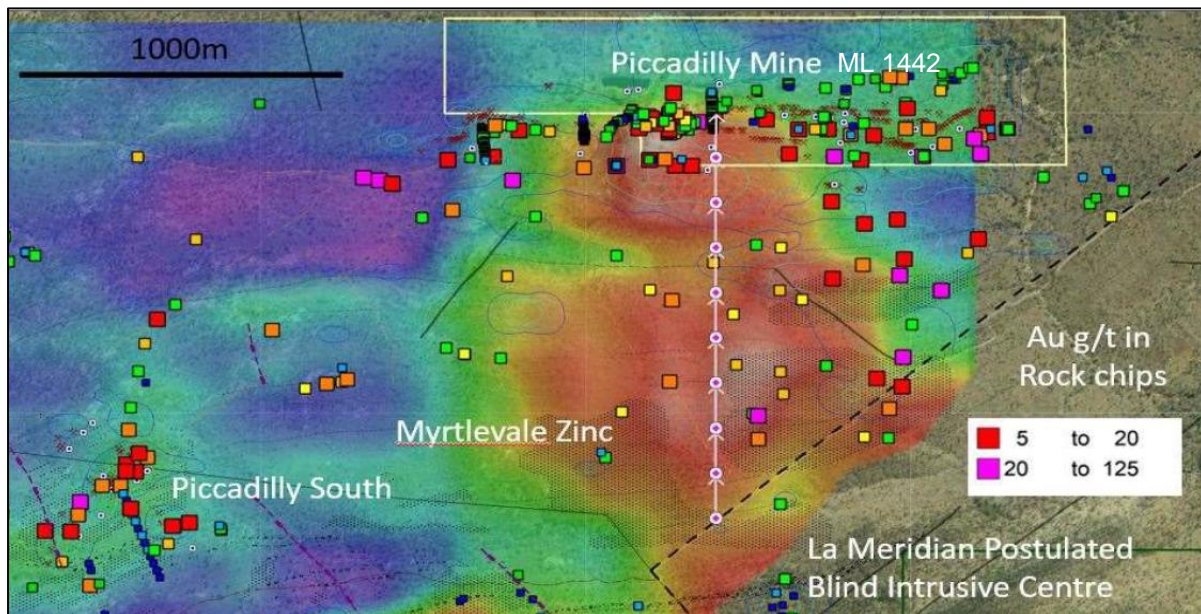 1000m
Piccadilly Mine ML 1442
Au g/t in
Rock chips
5 to 20
20 to 125
Myrtlevale Zinc
Piccadilly South
La Meridian Postulated
Blind Intrusive Centre